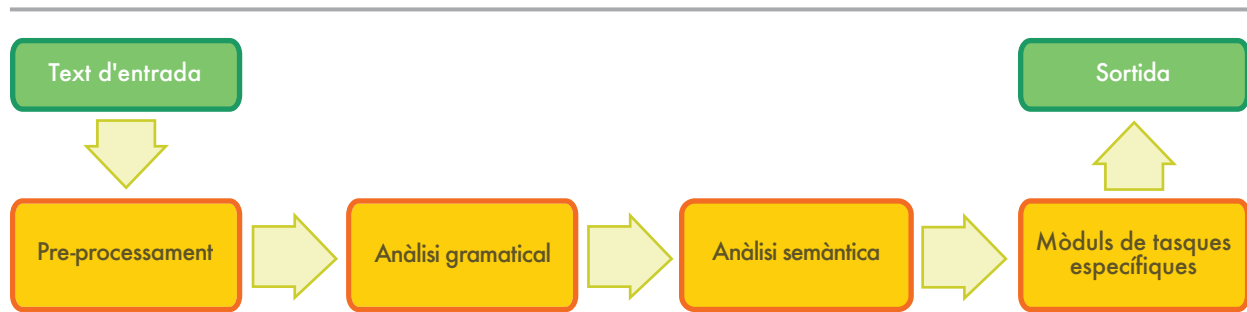 Text d'entrada
Sortida
Pre-processament
Anàlisi gramatical
Anàlisi semàntica
Mòduls de tasques
específiques